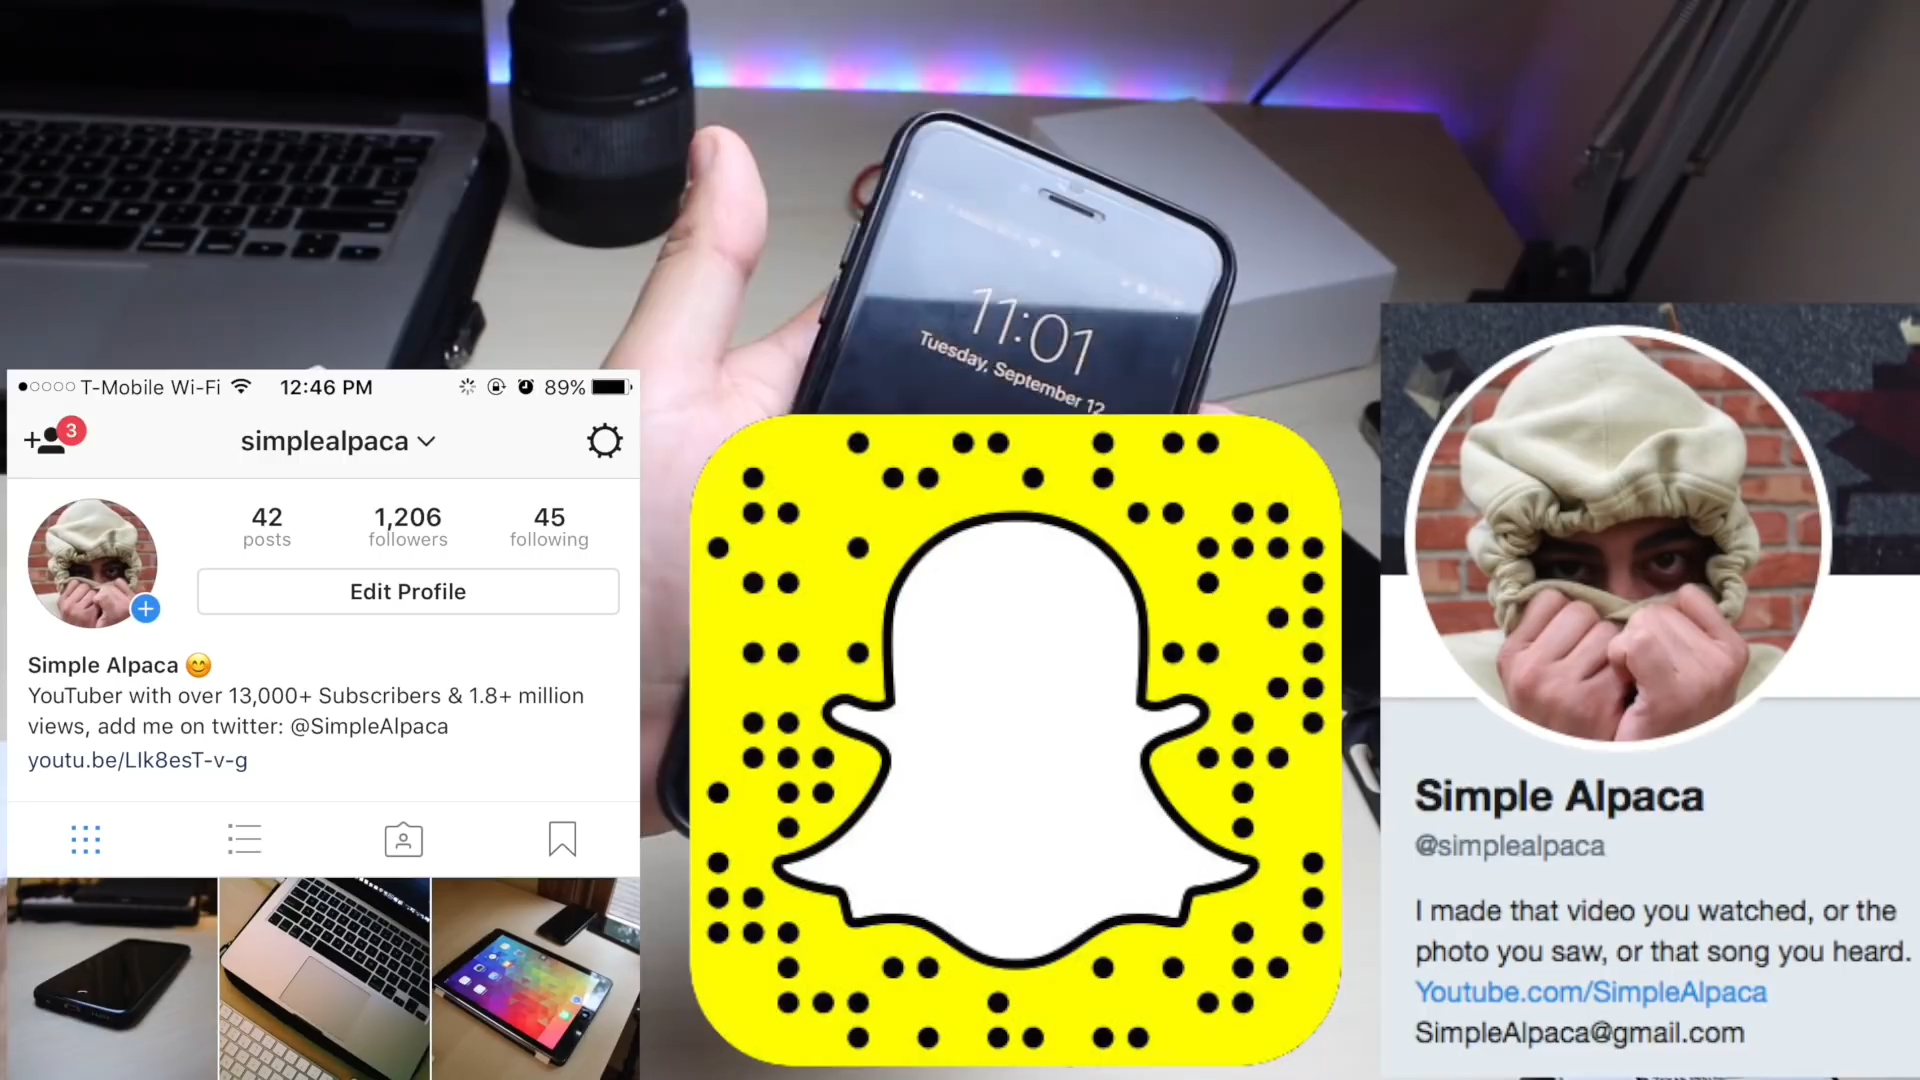 11:01
Tuesday, September 12
T-Mobile Wi-Fi 12:46 PM 89%
3
simplealpaca
42 1,206 45
posts followers following
Edit Profile
Simple Alpaca 😊
YouTuber with over 13,000+ Subscribers & 1.8+ million
views, add me on twitter: @SimpleAlpaca
youtu.be/LIk8esT-v-g
Simple Alpaca
@simplealpaca
I made that video you watched, or the
photo you saw, or that song you heard.
Youtube.com/SimpleAlpaca
SimpleAlpaca@gmail.com